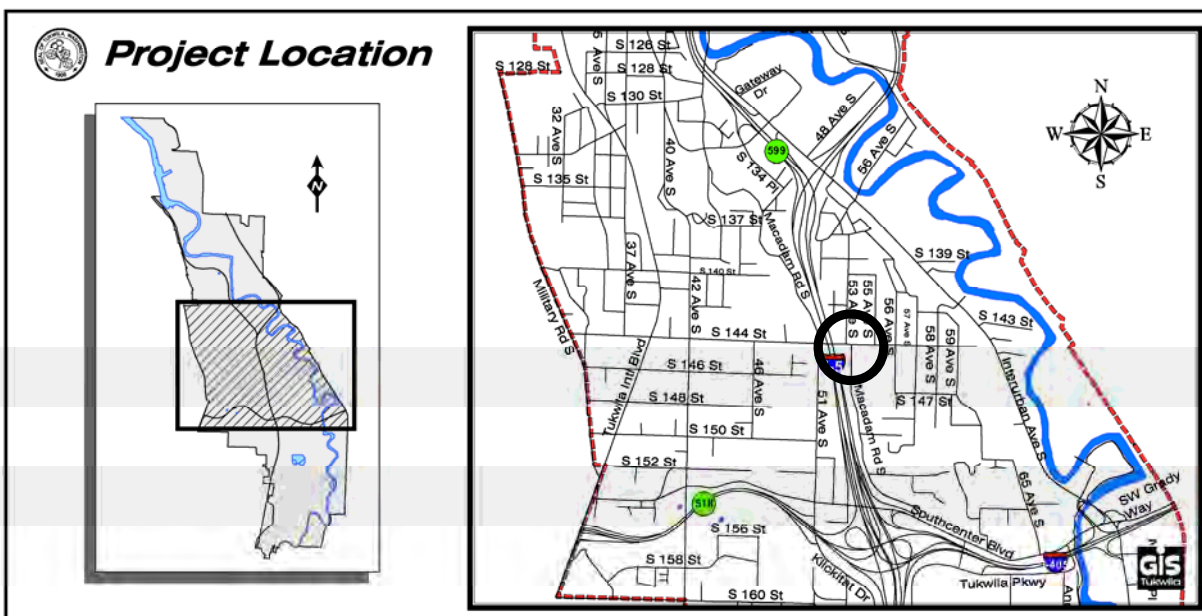 Project Location
S 126 St
5 Ave S
S 128 St
S 128 St
Gateway Dr
S 130 St
32 Ave S
40 Ave S
48 Ave S
56 Ave S
599
S 134 Pl
S 135 St
S 137 St
Macadam Rd S
37 Ave S
S 139 St
S 140 St
42 Ave S
53 Ave S
55 Ave S
56 Ave S
57 Ave S
58 Ave S
59 Ave S
S 143 St
Military Rd S
S 144 St
Tukwila Intl Blvd
S 146 St
46 Ave S
S 147 St
S 148 St
51 Ave S
Macadam Rd S
Interurban Ave S
S 150 St
S 152 St
65 Ave S
SW Grady Way
518
Southcenter Blvd
S 156 St
S 158 St
Klickitat Dr
Tukwila Pkwy
405
S 160 St
GIS
Tukwila
N
W
E
S
N